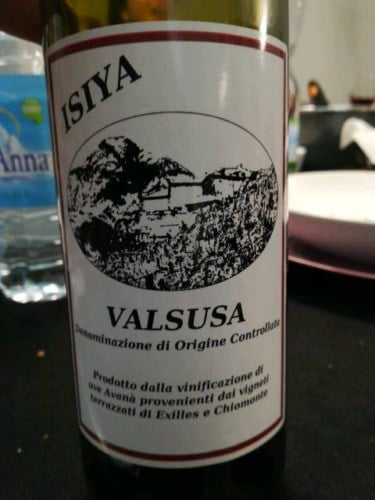 ISIYA
Anna
VALSUSA
Denominazione di Origine Controllata
Prodotto dalla vinificazione di
uve Avanà provenienti dai vigneti
terrazzati di Exilles e Chiomonte